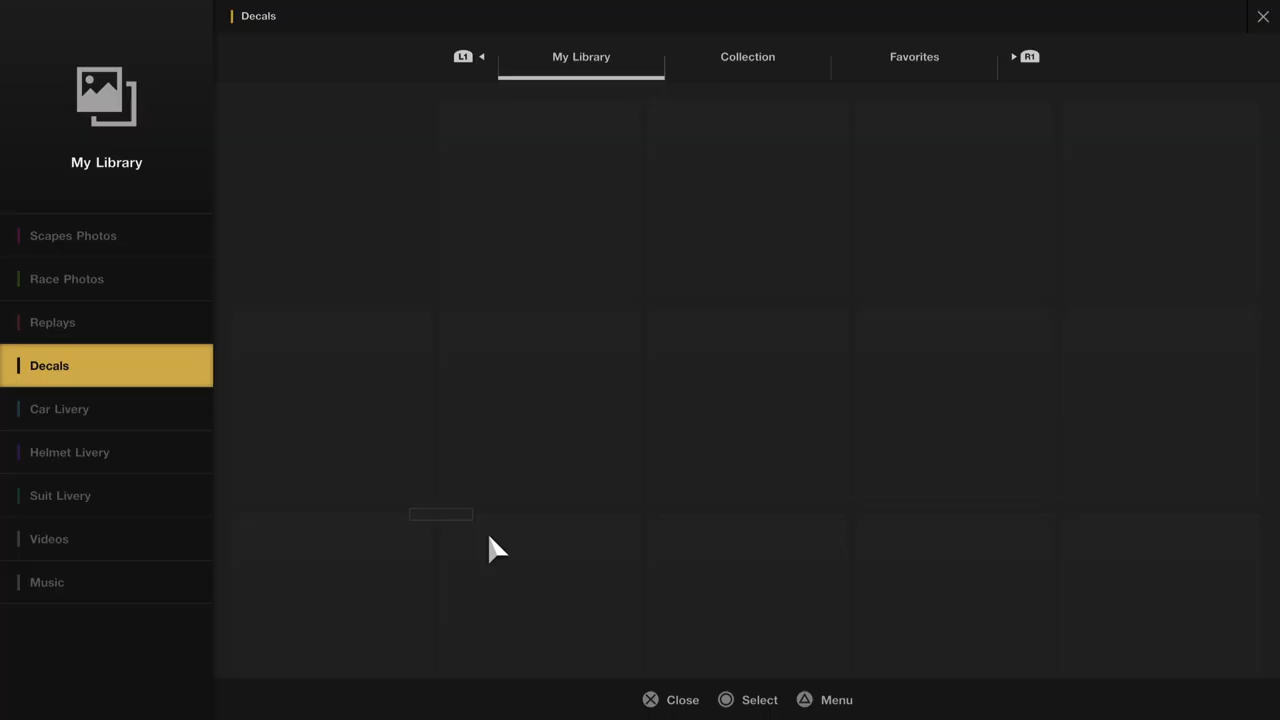 Decals
L1
My Library
Collection
Favorites
R1
My Library
Scapes Photos
Race Photos
Replays
Decals
Car Livery
Helmet Livery
Suit Livery
Videos
Music
Close
Select
Menu